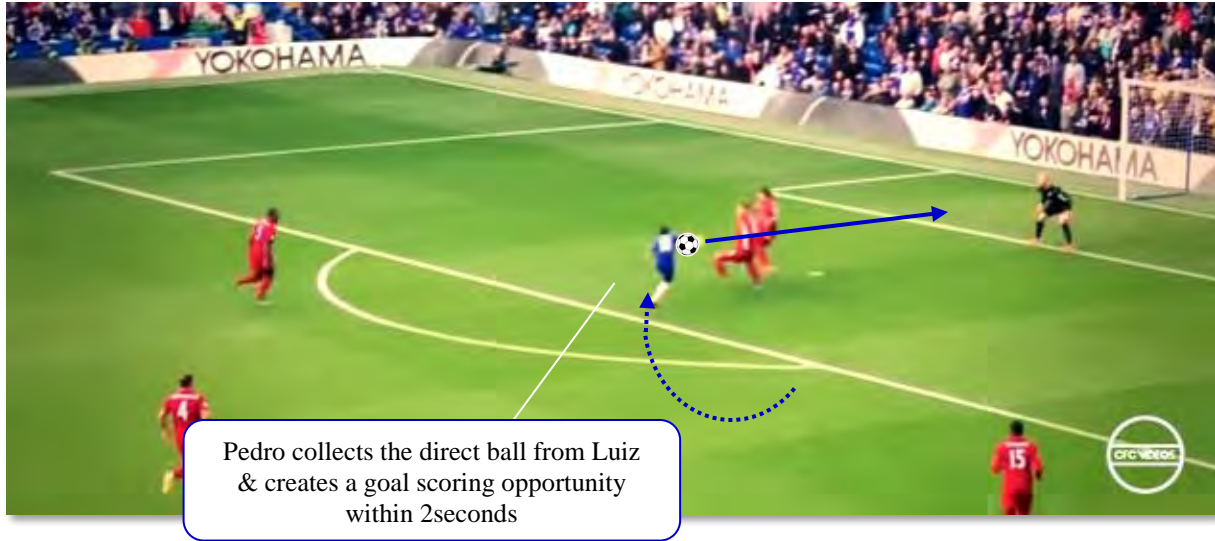 YOKOHAMA
YOKOHAMA
YOKOHAMA
4
15
CFC VIDEOS
Pedro collects the direct ball from Luiz
& creates a goal scoring opportunity
within 2seconds